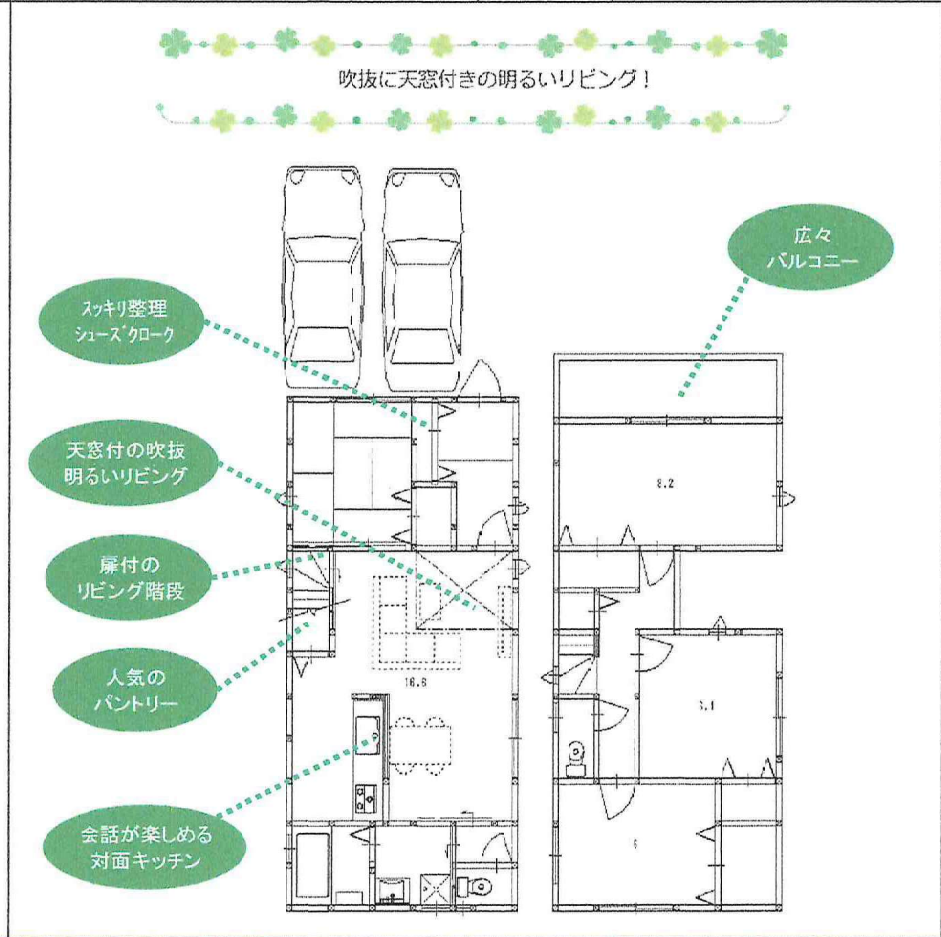 吹抜に天窓付きの明るいリビング!
広々
バルコニー
スッキリ整理
シューズクローク
天窓付の吹抜
明るいリビング
扉付の
リビング階段
人気の
パントリー
会話が楽しめる
対面キッチン
8.2
16.6
6